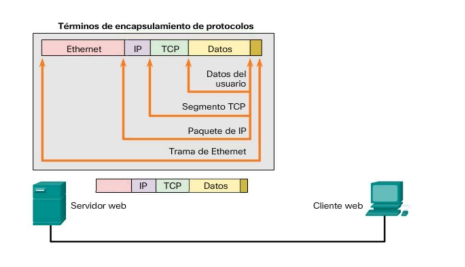 Términos de encapsulamiento de protocolos
Ethernet IP TCP Datos
Datos del
usuario
Segmento TCP
Paquete de IP
Trama de Ethernet
IP TCP Datos
Servidor web
Cliente web